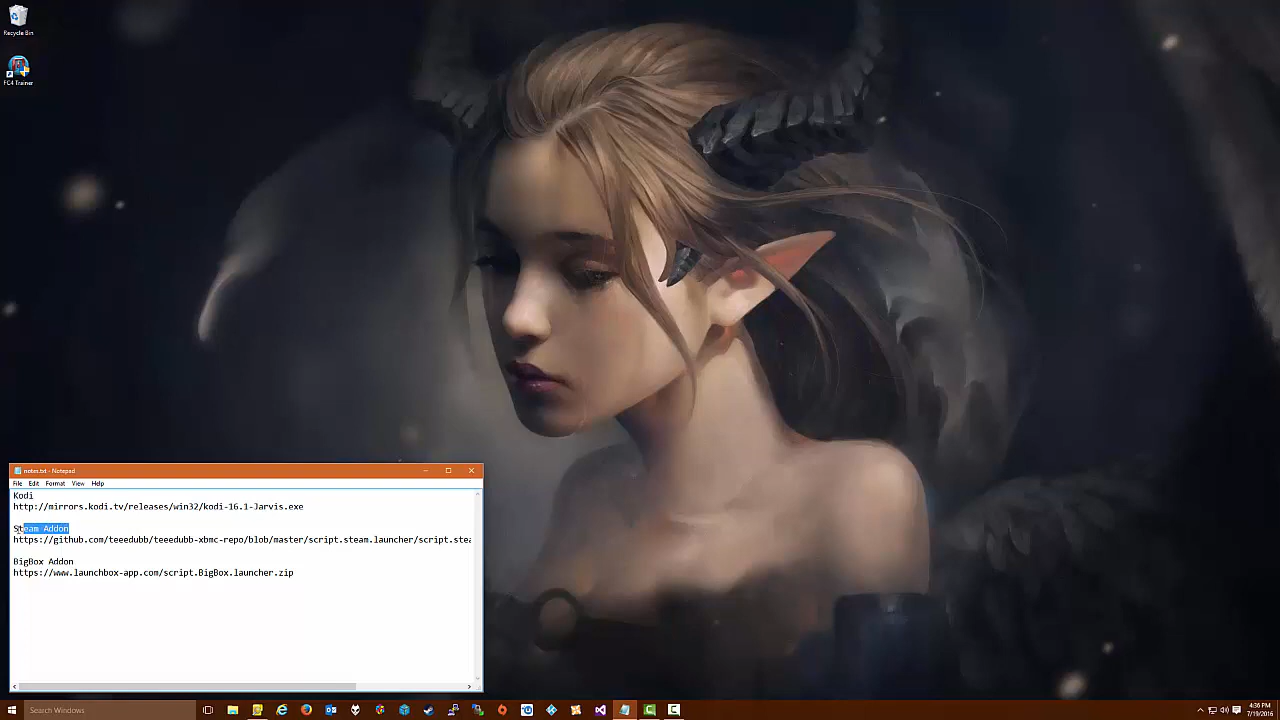 Recycle Bin
FC4 Trainer
notes.txt - Notepad
File Edit Format View Help
Kodi
http://mirrors.kodi.tv/releases/win32/kodi-16.1-Jarvis.exe
Steam Addon
https://github.com/teeedubb/teeedubb-xbmc-repo/blob/master/script.steam.launcher/script.stea
BigBox Addon
https://www.launchbox-app.com/script.BigBox.launcher.zip
Search Windows
4:36 PM
7/19/2016